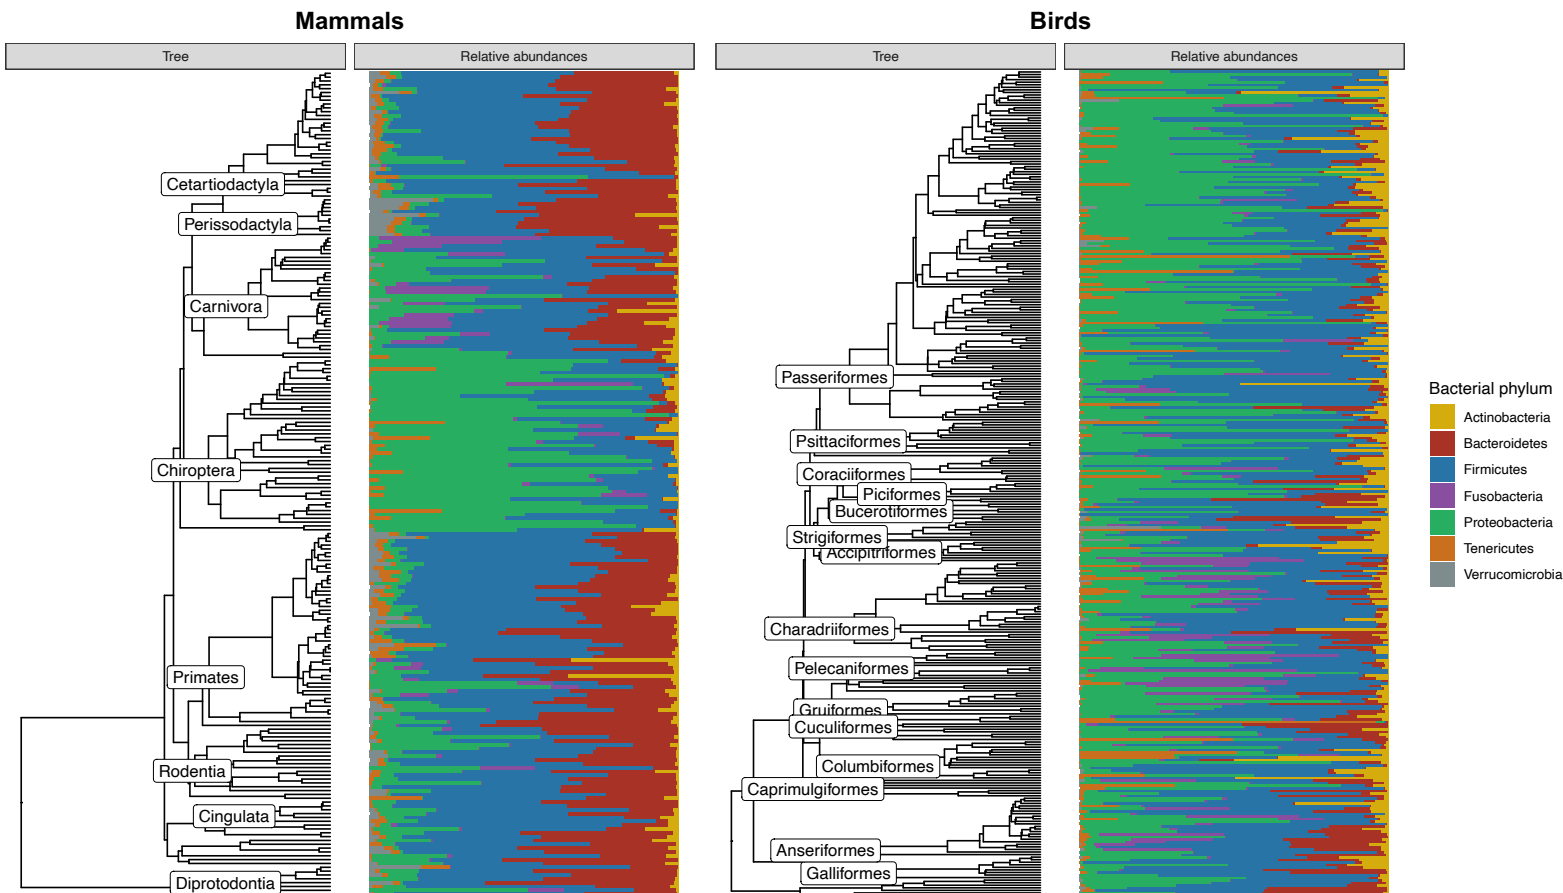 Mammals
Birds
Tree
Relative abundances
Tree
Relative abundances
Cetartiodactyla
Perissodactyla
Carnivora
Chiroptera
Primates
Rodentia
Cingulata
Diprotodontia
Passeriformes
Psittaciformes
Coraciiformes
Piciformes
Bucerotiformes
Strigiformes
Accipitriformes
Charadriiformes
Pelecaniformes
Gruiformes
Cuculiformes
Columbiformes
Caprimulgiformes
Anseriformes
Galliformes
Bacterial phylum
Actinobacteria
Bacteroidetes
Firmicutes
Fusobacteria
Proteobacteria
Tenericutes
Verrucomicrobia